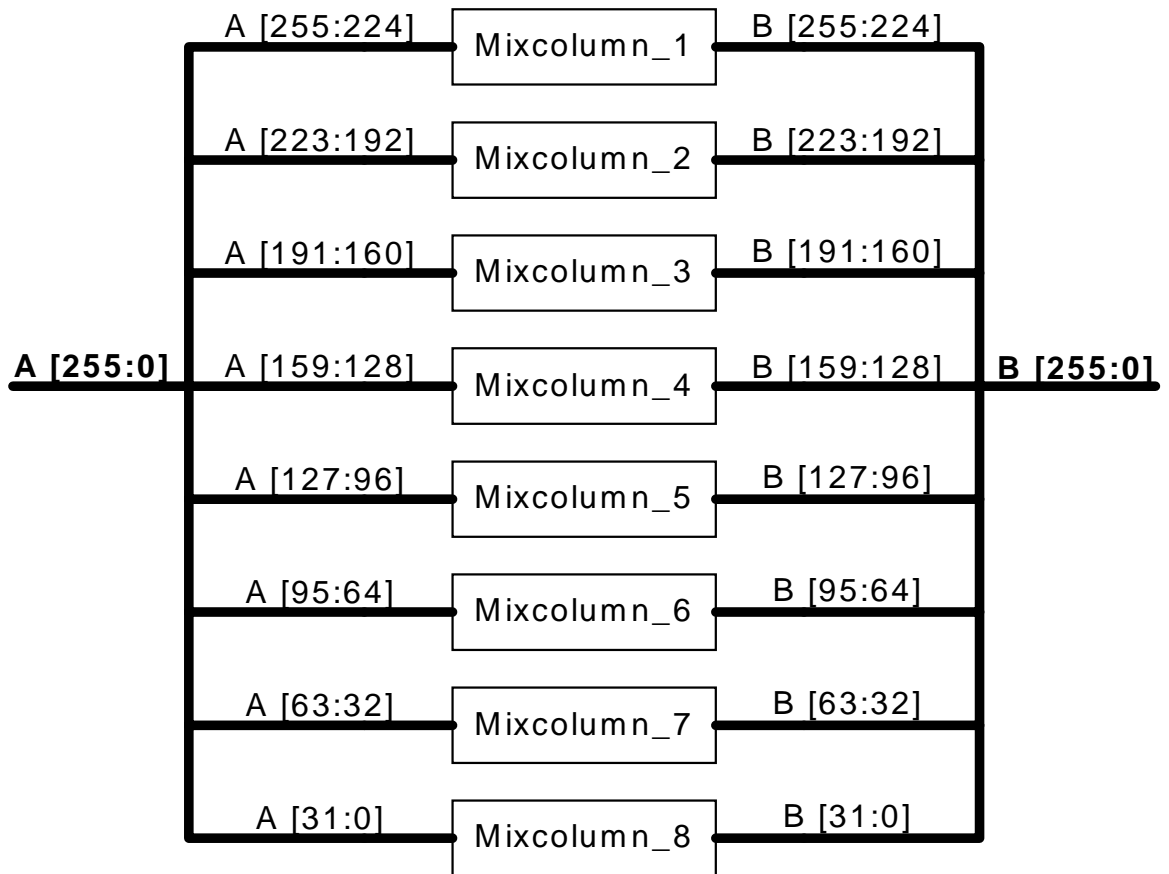 A [255:224] Mixcolumn_1 B [255:224]
A [223:192] Mixcolumn_2 B [223:192]
A [191:160] Mixcolumn_3 B [191:160]
A [255:0] A [159:128] Mixcolumn_4 B [159:128] B [255:0]
A [127:96] Mixcolumn_5 B [127:96]
A [95:64] Mixcolumn_6 B [95:64]
A [63:32] Mixcolumn_7 B [63:32]
A [31:0] Mixcolumn_8 B [31:0]